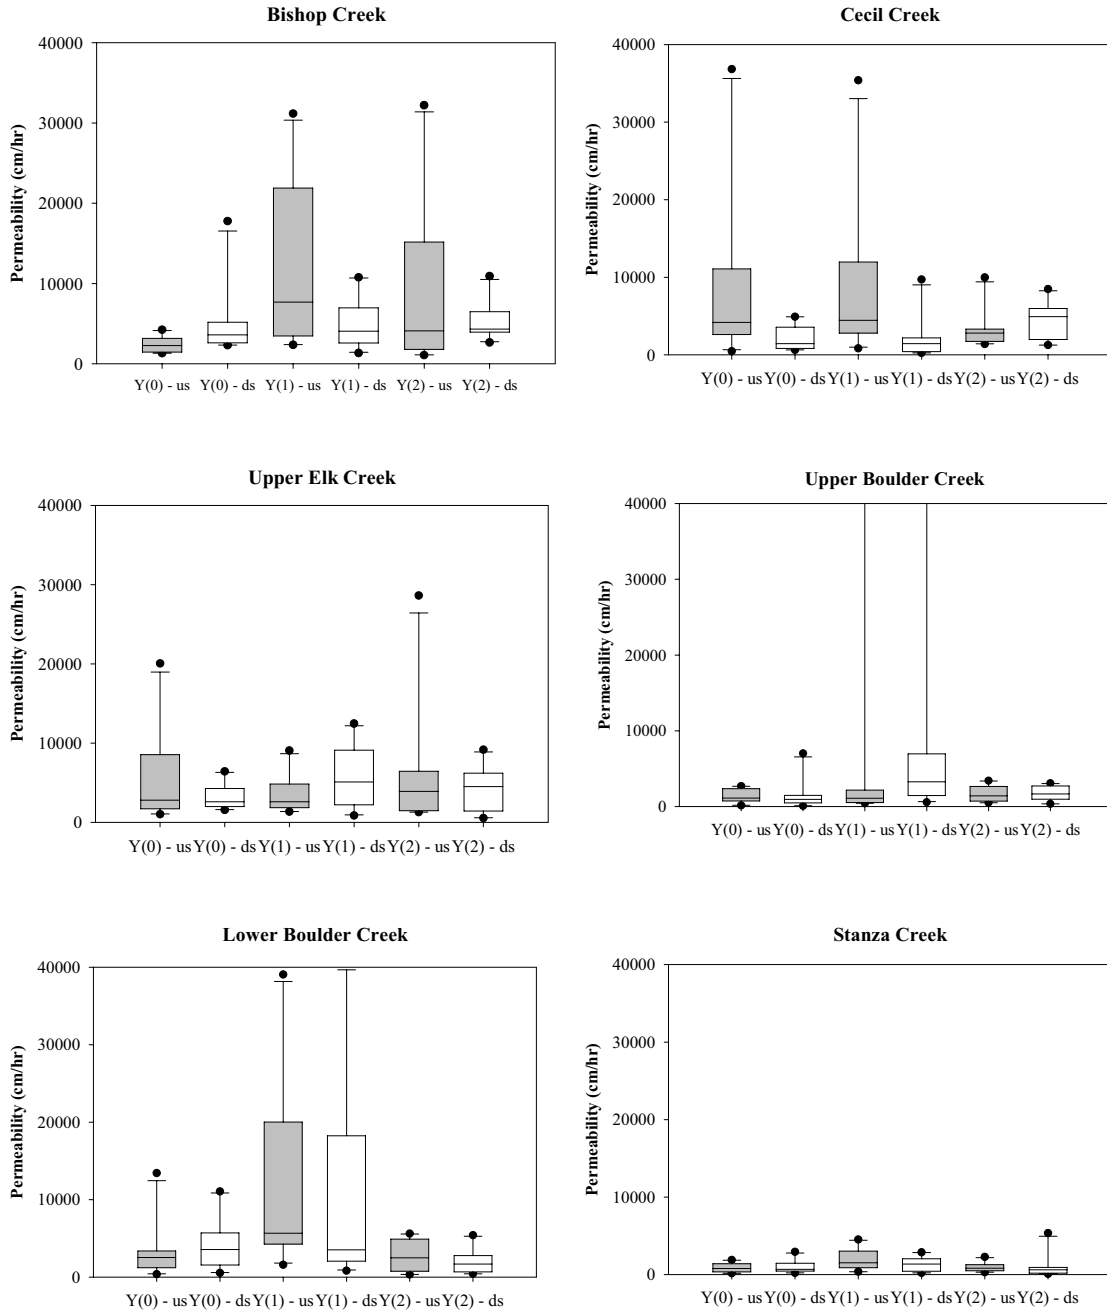 Bishop Creek
Permeability (cm/hr)
40000
30000
20000
10000
0
Y(0) - us Y(0) - ds Y(1) - us Y(1) - ds Y(2) - us Y(2) - ds
Cecil Creek
Permeability (cm/hr)
40000
30000
20000
10000
0
Y(0) - us Y(0) - ds Y(1) - us Y(1) - ds Y(2) - us Y(2) - ds
Upper Elk Creek
Permeability (cm/hr)
40000
30000
20000
10000
0
Y(0) - us Y(0) - ds Y(1) - us Y(1) - ds Y(2) - us Y(2) - ds
Upper Boulder Creek
Permeability (cm/hr)
40000
30000
20000
10000
0
Y(0) - us Y(0) - ds Y(1) - us Y(1) - ds Y(2) - us Y(2) - ds
Lower Boulder Creek
Permeability (cm/hr)
40000
30000
20000
10000
0
Y(0) - us Y(0) - ds Y(1) - us Y(1) - ds Y(2) - us Y(2) - ds
Stanza Creek
Permeability (cm/hr)
40000
30000
20000
10000
0
Y(0) - us Y(0) - ds Y(1) - us Y(1) - ds Y(2) - us Y(2) - ds